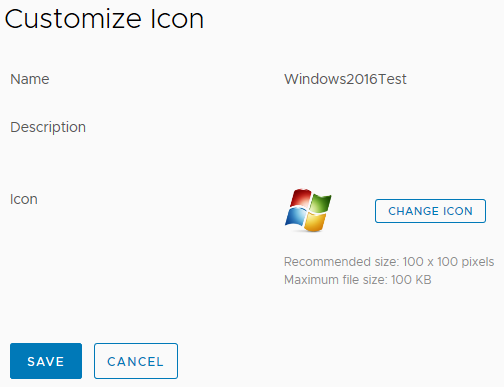 Customize Icon
Name Windows2016Test
Description
Icon
CHANGE ICON
Recommended size: 100 x 100 pixels
Maximum file size: 100 KB
SAVE CANCEL